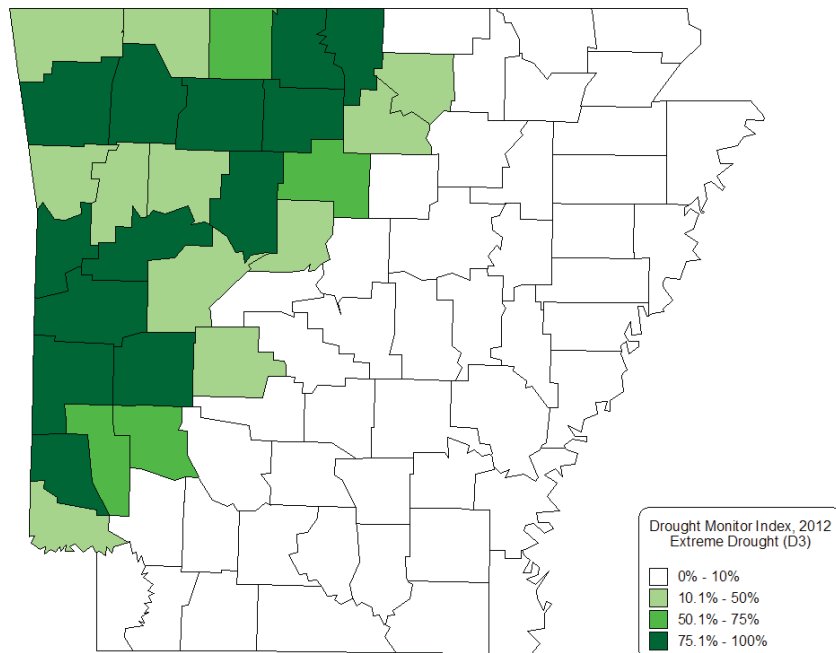 Drought Monitor Index, 2012
Extreme Drought (D3)
0% - 10%
10.1% - 50%
50.1% - 75%
75.1% - 100%